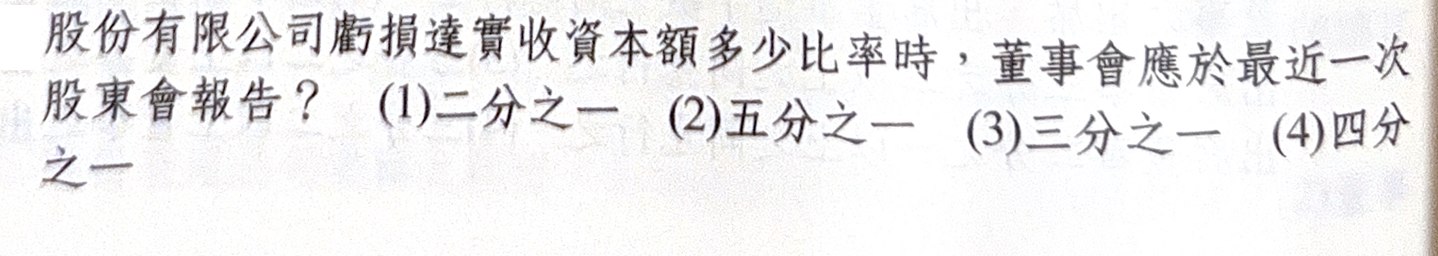 股份有限公司虧損達實收資本額多少比率時，董事會應於最近一次
股東會報告？ (1)二分之一 (2)五分之一 (3)三分之一 (4)四分
之一